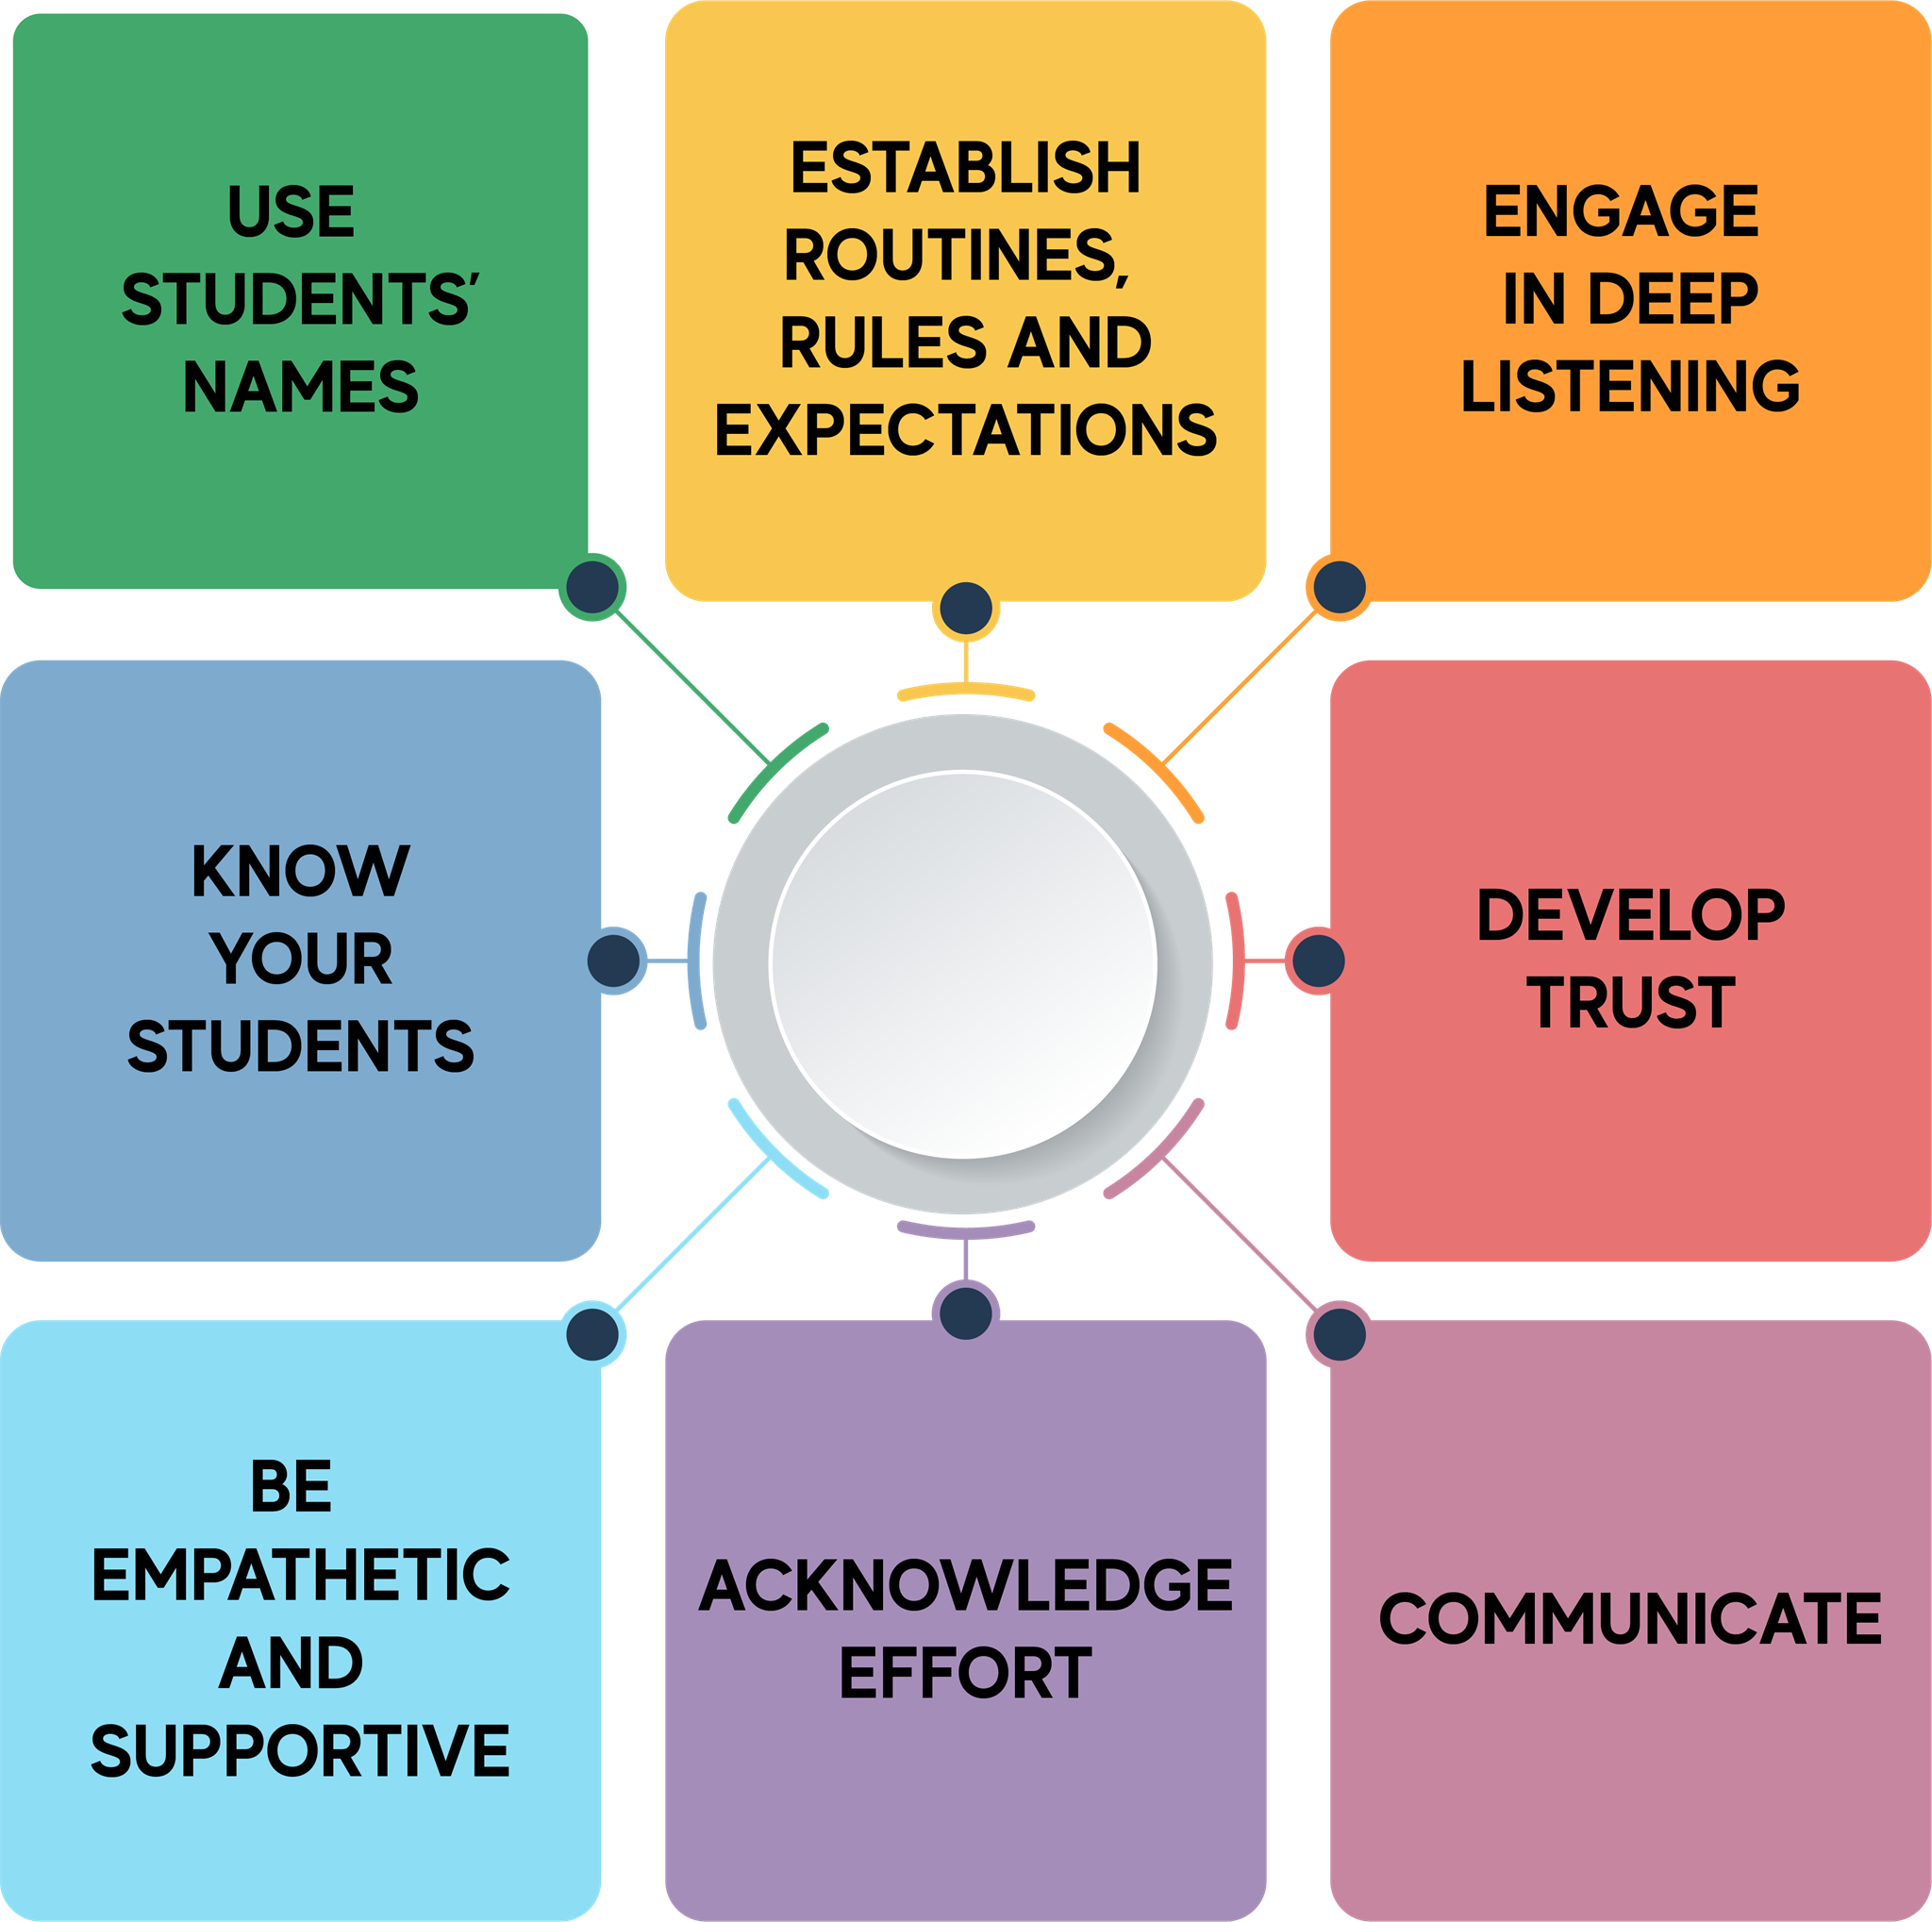 USE
STUDENTS'
NAMES
ESTABLISH
ROUTINES,
RULES AND
EXPECTATIONS
ENGAGE
IN DEEP
LISTENING
KNOW
YOUR
STUDENTS
DEVELOP
TRUST
BE
EMPATHETIC
AND
SUPPORTIVE
ACKNOWLEDGE
EFFORT
COMMUNICATE